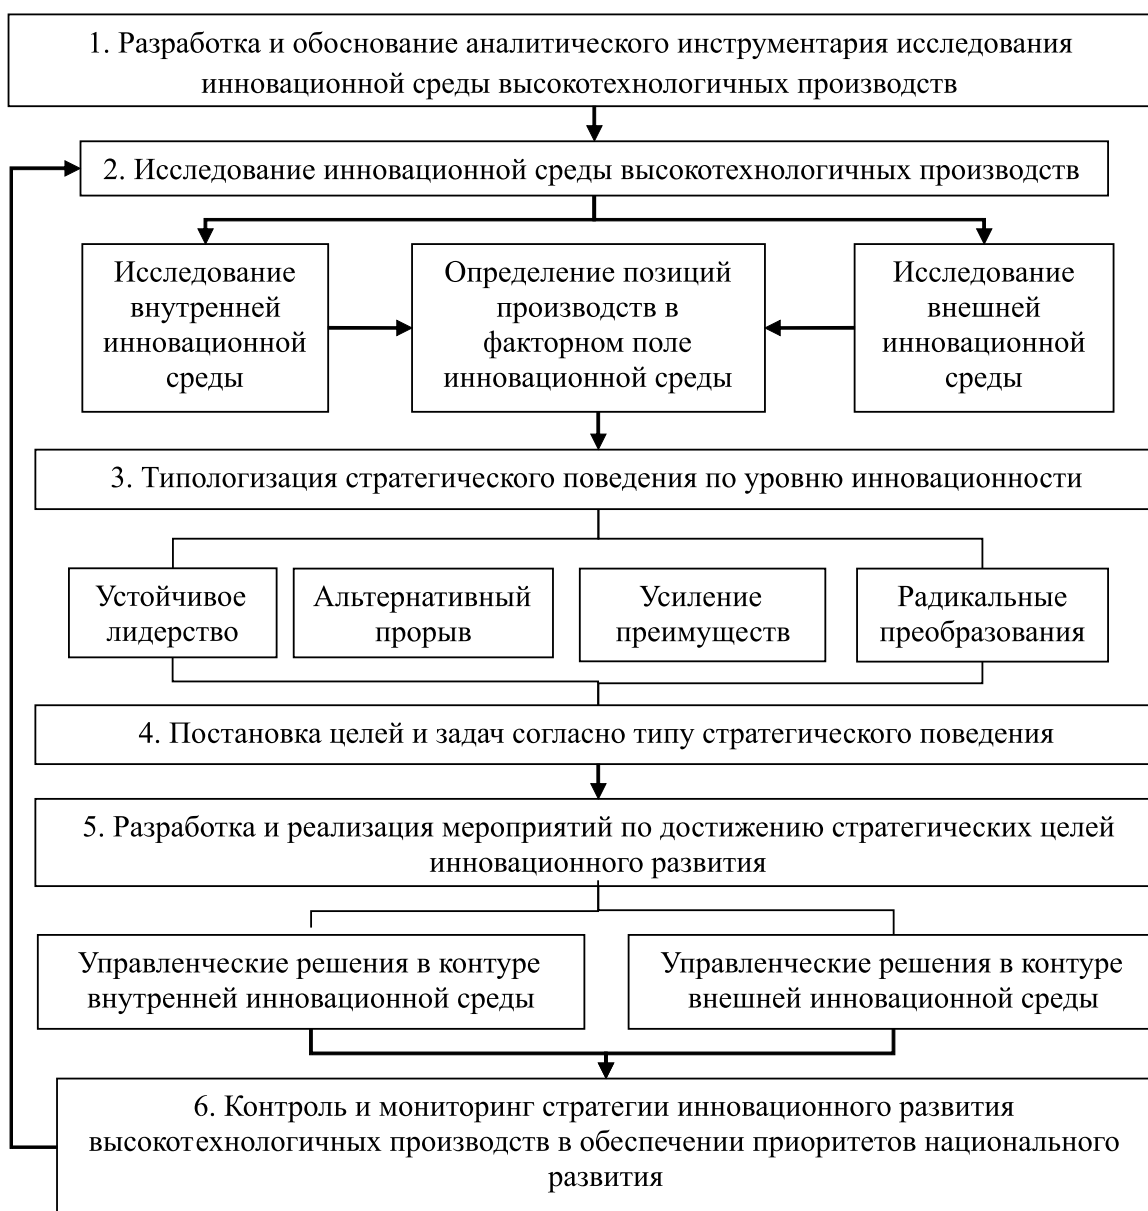 1. Разработка и обоснование аналитического инструментария исследования
инновационной среды высокотехнологичных производств
2. Исследование инновационной среды высокотехнологичных производств
Исследование
внутренней
инновационной
среды
Определение позиций
производств в
факторном поле
инновационной среды
Исследование
внешней
инновационной
среды
3. Типологизация стратегического поведения по уровню инновационности
Устойчивое
лидерство
Альтернативный
прорыв
Усиление
преимуществ
Радикальные
преобразования
4. Постановка целей и задач согласно типу стратегического поведения
5. Разработка и реализация мероприятий по достижению стратегических целей
инновационного развития
Управленческие решения в контуре
внутренней инновационной среды
Управленческие решения в контуре
внешней инновационной среды
6. Контроль и мониторинг стратегии инновационного развития
высокотехнологичных производств в обеспечении приоритетов национального
развития